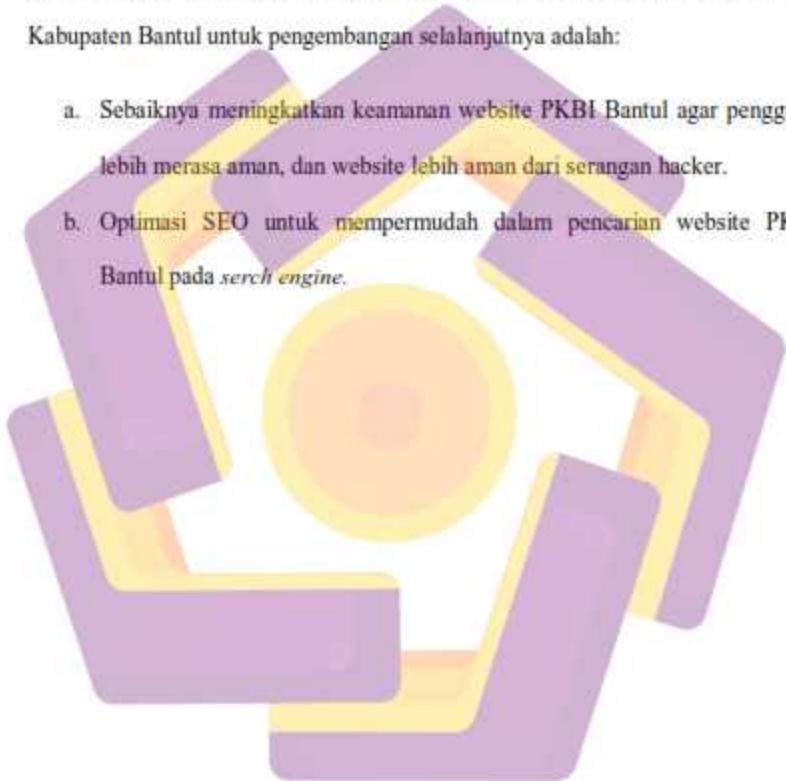 Kabupaten Bantul untuk pengembangan selalanjutnya adalah:
a. Sebaiknya meningkatkan keamanan website PKBI Bantul agar pengg
lebih merasa aman, dan website lebih aman dari serangan hacker.
b. Optimasi SEO untuk mempermudah dalam pencarian website PK
Bantul pada serch engine.